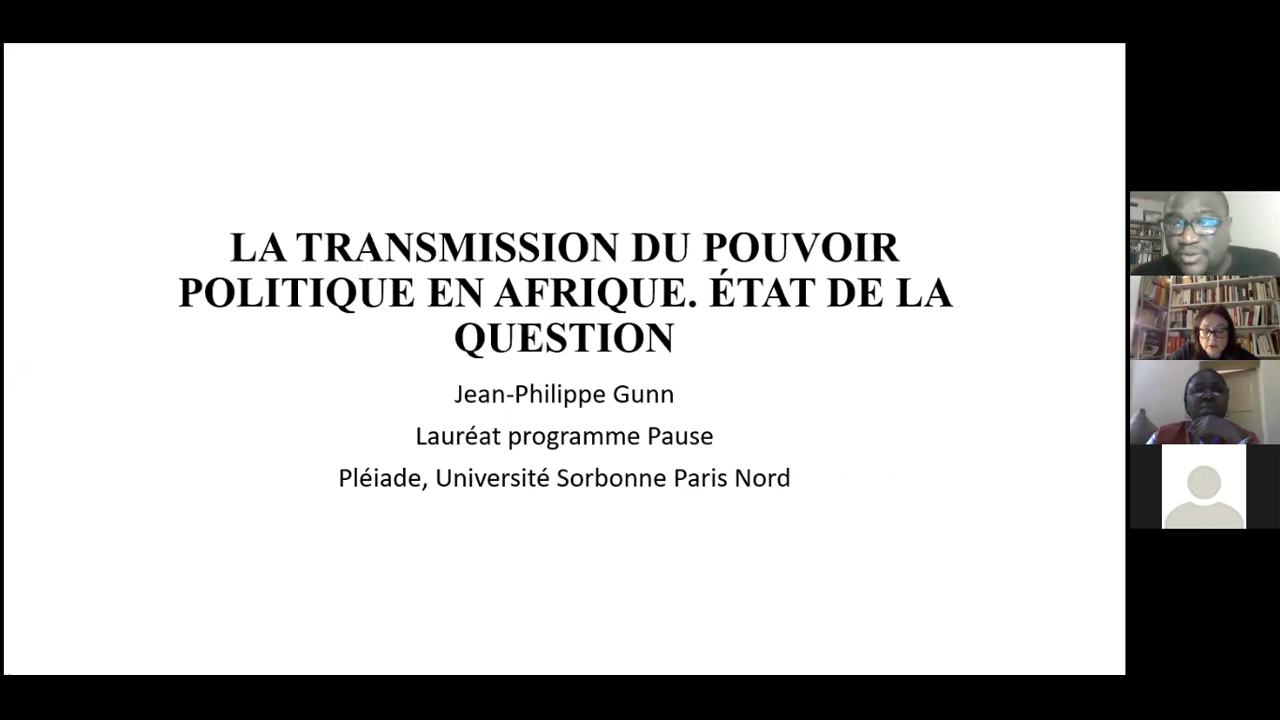 LA TRANSMISSION DU POUVOIR
POLITIQUE EN AFRIQUE. ÉTAT DE LA
QUESTION
Jean-Philippe Gunn
Lauréat programme Pause
Pléiade, Université Sorbonne Paris Nord